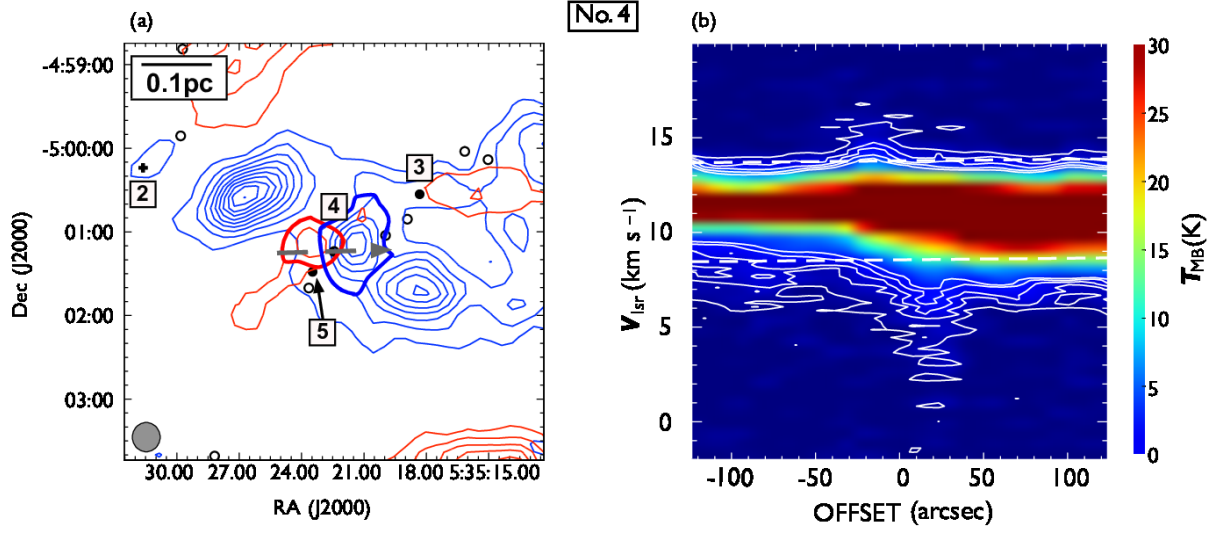 No. 4
(a)
(b)
0.1pc
-4:59:00
-5:00:00
01:00
02:00
03:00
Dec (J2000)
2
3
4
5
30.00 27.00 24.00 21.00 18.00 5:35:15.00
RA (J2000)
15
10
5
0
V lsr (km s −1)
-100 -50 0 50 100
OFFSET (arcsec)
30
25
20
15
10
5
0
T MB (K)